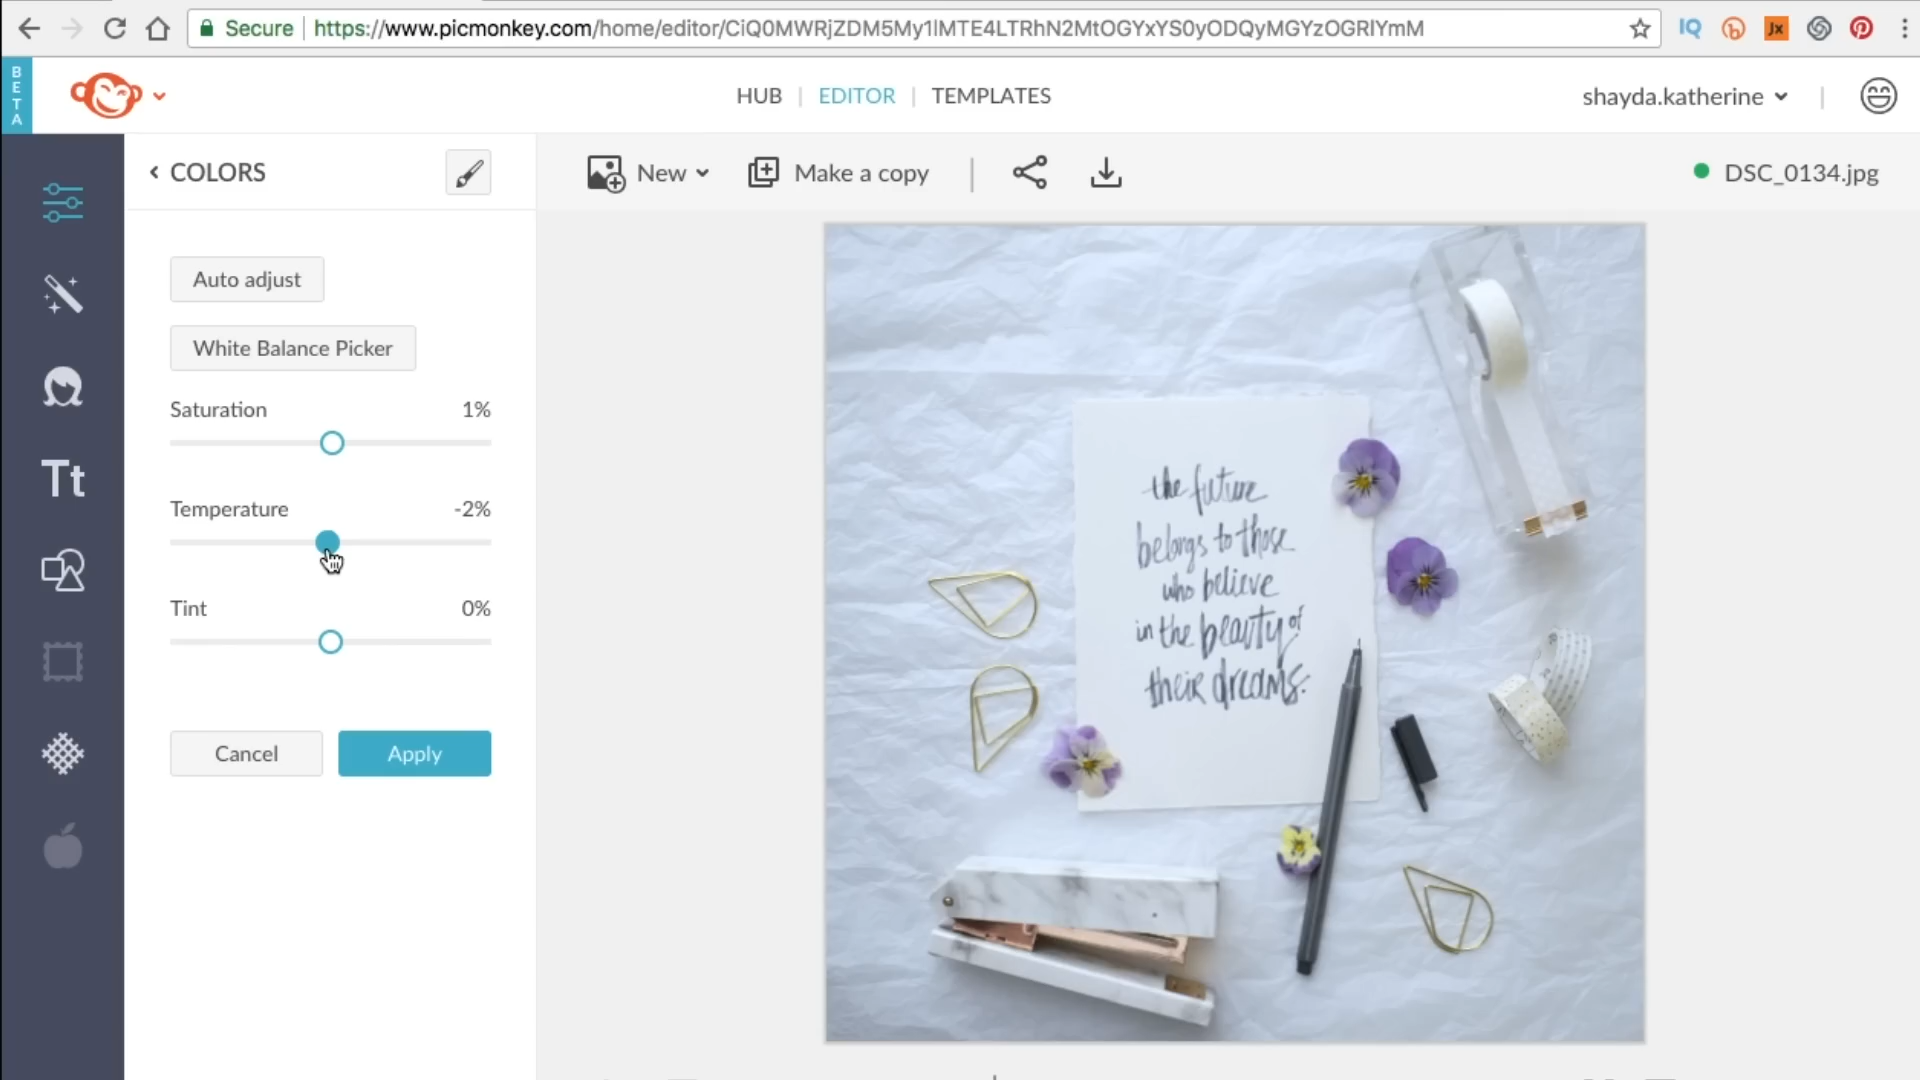 Secure https://www.picmonkey.com/home/editor/
BETA
HUB | EDITOR | TEMPLATES
shayda.katherine
COLORS
New
Make a copy
DSC_0134.jpg
Auto adjust
White Balance Picker
Saturation 1%
Temperature -2%
Tint 0%
Cancel
Apply
Tt
IQ
b
Jx
the future
belongs to those
who believe
in the beauty of
their dreams.